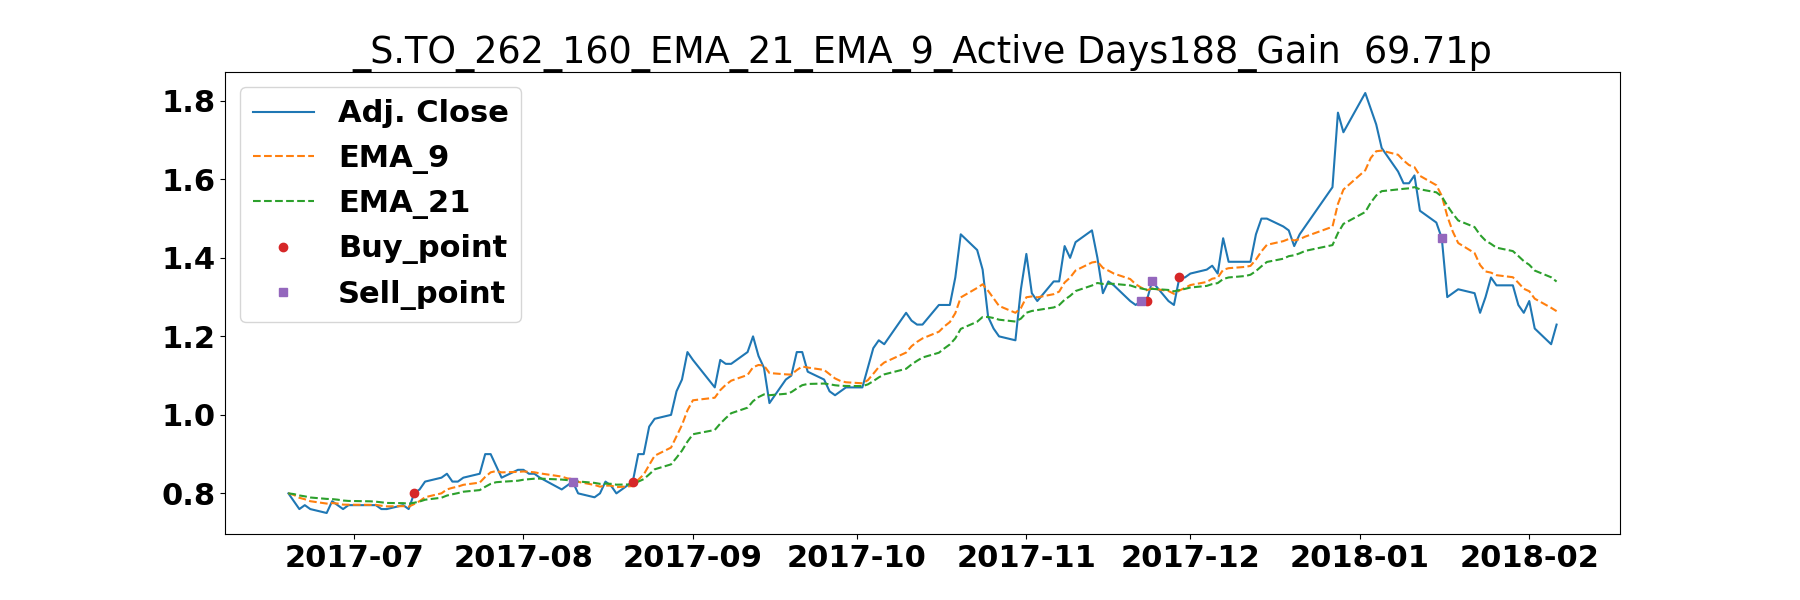 _S.TO_262_160_EMA_21_EMA_9_Active Days188_Gain  69.71p
Adj. Close
EMA_9
EMA_21
Buy_point
Sell_point
1.8
1.6
1.4
1.2
1.0
0.8
2017-07 2017-08 2017-09 2017-10 2017-11 2017-12 2018-01 2018-02